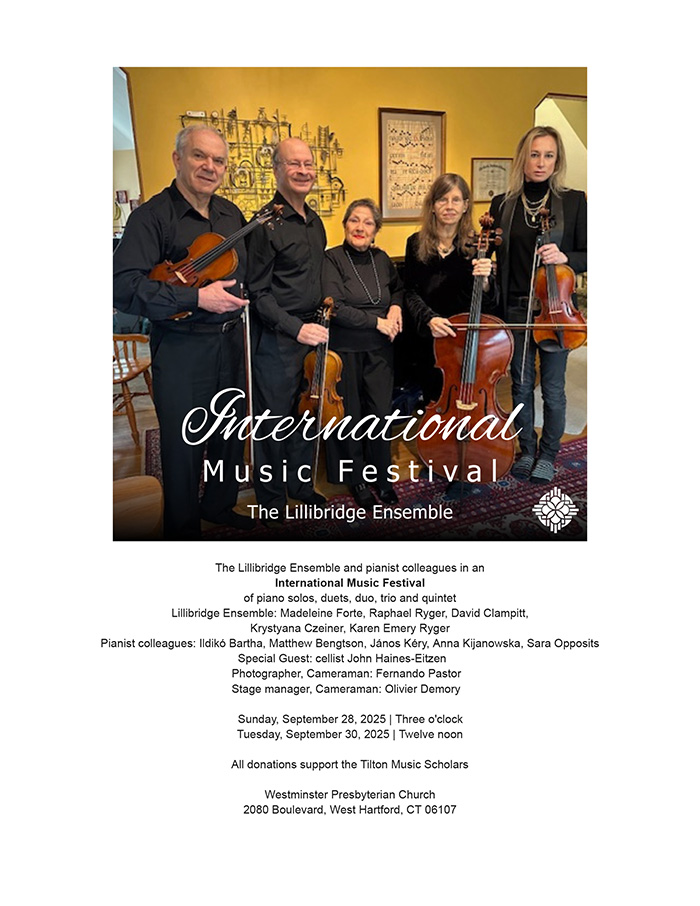 International
Music Festival
The Lillibridge Ensemble
The Lillibridge Ensemble and pianist colleagues in an
International Music Festival
of piano solos, duets, duo, trio and quintet
Lillibridge Ensemble: Madeleine Forte, Raphael Ryger, David Clampitt,
Krystyana Czeiner, Karen Emery Ryger
Pianist colleagues: Ildikó Bartha, Matthew Bengtson, János Kéry, Anna Kijanowska, Sara Opposits
Special Guest: cellist John Haines-Eitzen
Photographer, Cameraman: Fernando Pastor
Stage manager, Cameraman: Olivier Demory
Sunday, September 28, 2025 | Three o'clock
Tuesday, September 30, 2025 | Twelve noon
All donations support the Tilton Music Scholars
Westminster Presbyterian Church
2080 Boulevard, West Hartford, CT 06107